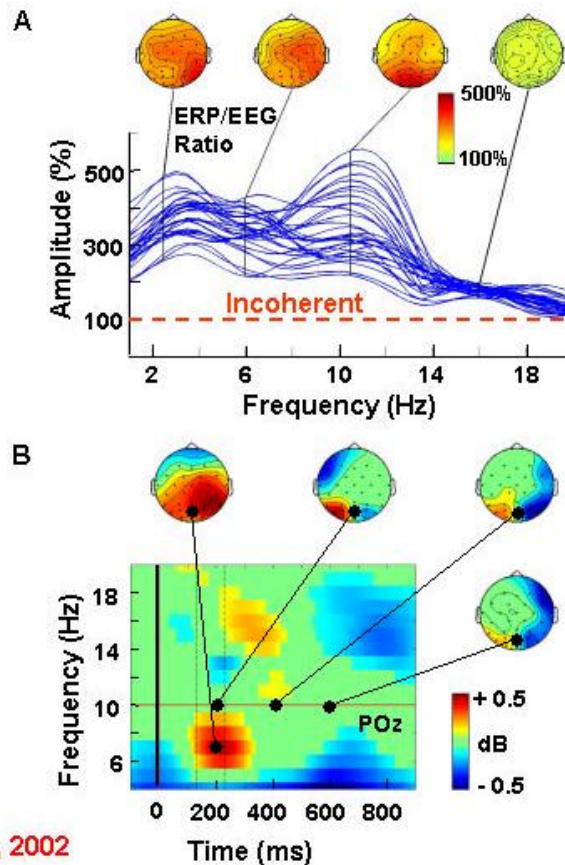 A
500%
100%
ERP/EEG
Ratio
Amplitude (%)
500
300
100
Incoherent
2 6 10 14 18
Frequency (Hz)
B
Frequency (Hz)
18
14
10
6
POz
+ 0.5
dB
- 0.5
0 200 400 600 800
Time (ms)
2002